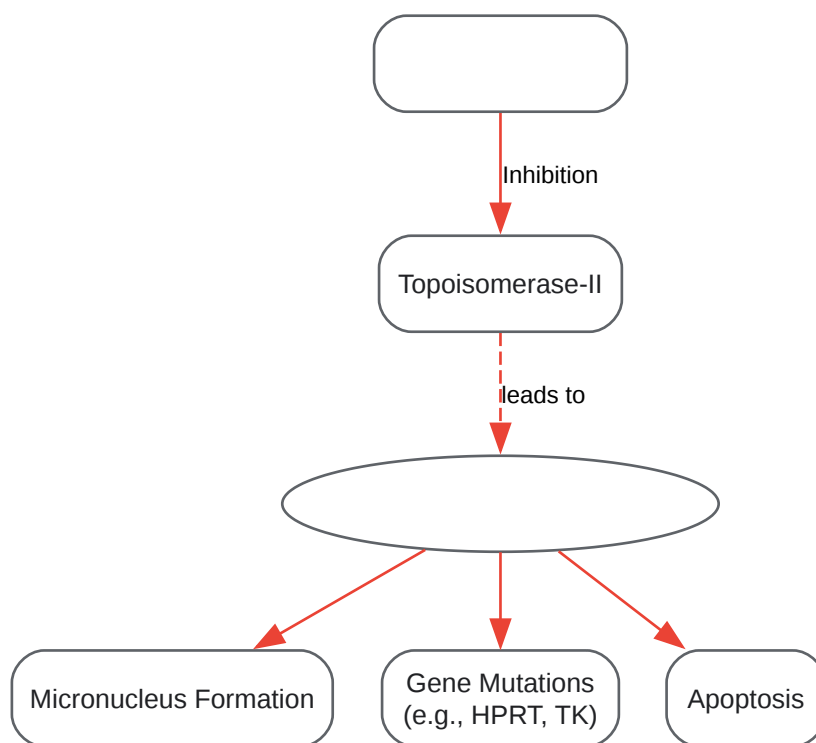 Inhibition
Topoisomerase-II
leads to
Micronucleus Formation
Gene Mutations
(e.g., HPRT, TK)
Apoptosis